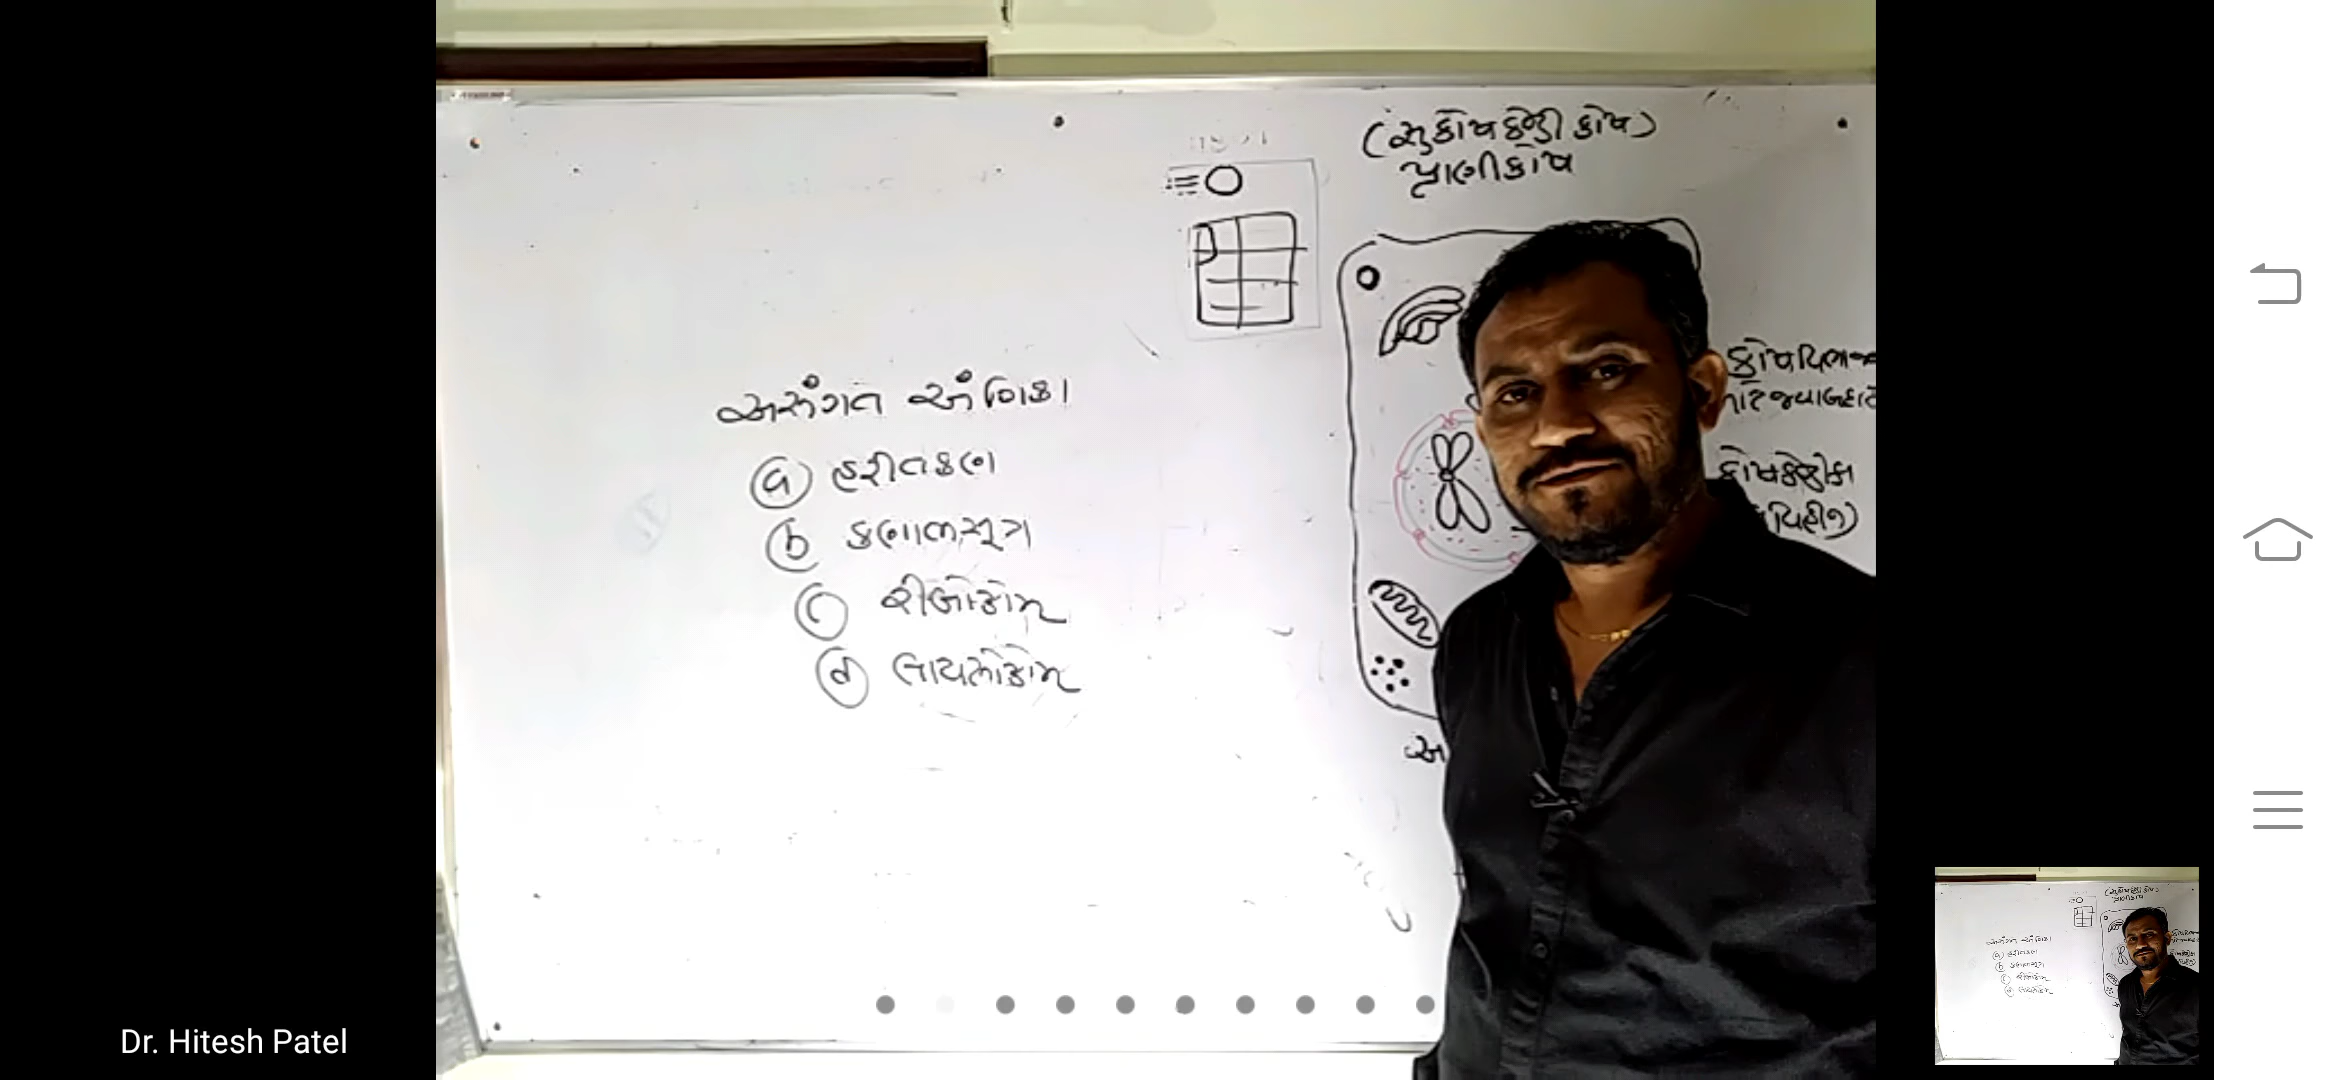 (સુકોષકેન્દ્રી કોષ)
પ્રાણીકોષ
અસંગત અંગિકા
(a) હરીતકણ
(b) કણાભસૂત્ર
(c) રીબોઝોમ
(d) લાયસોઝોમ
Dr. Hitesh Patel